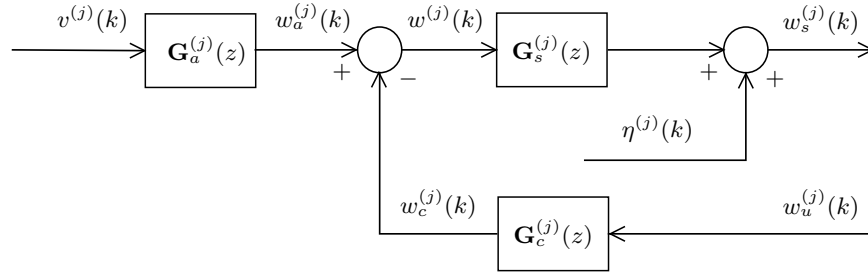 v^{(j)}(k) w_a^{(j)}(k) w^{(j)}(k) w_s^{(j)}(k)
G_a^{(j)}(z) G_s^{(j)}(z)
+ − + +
η^{(j)}(k)
w_c^{(j)}(k) w_u^{(j)}(k)
G_c^{(j)}(z)